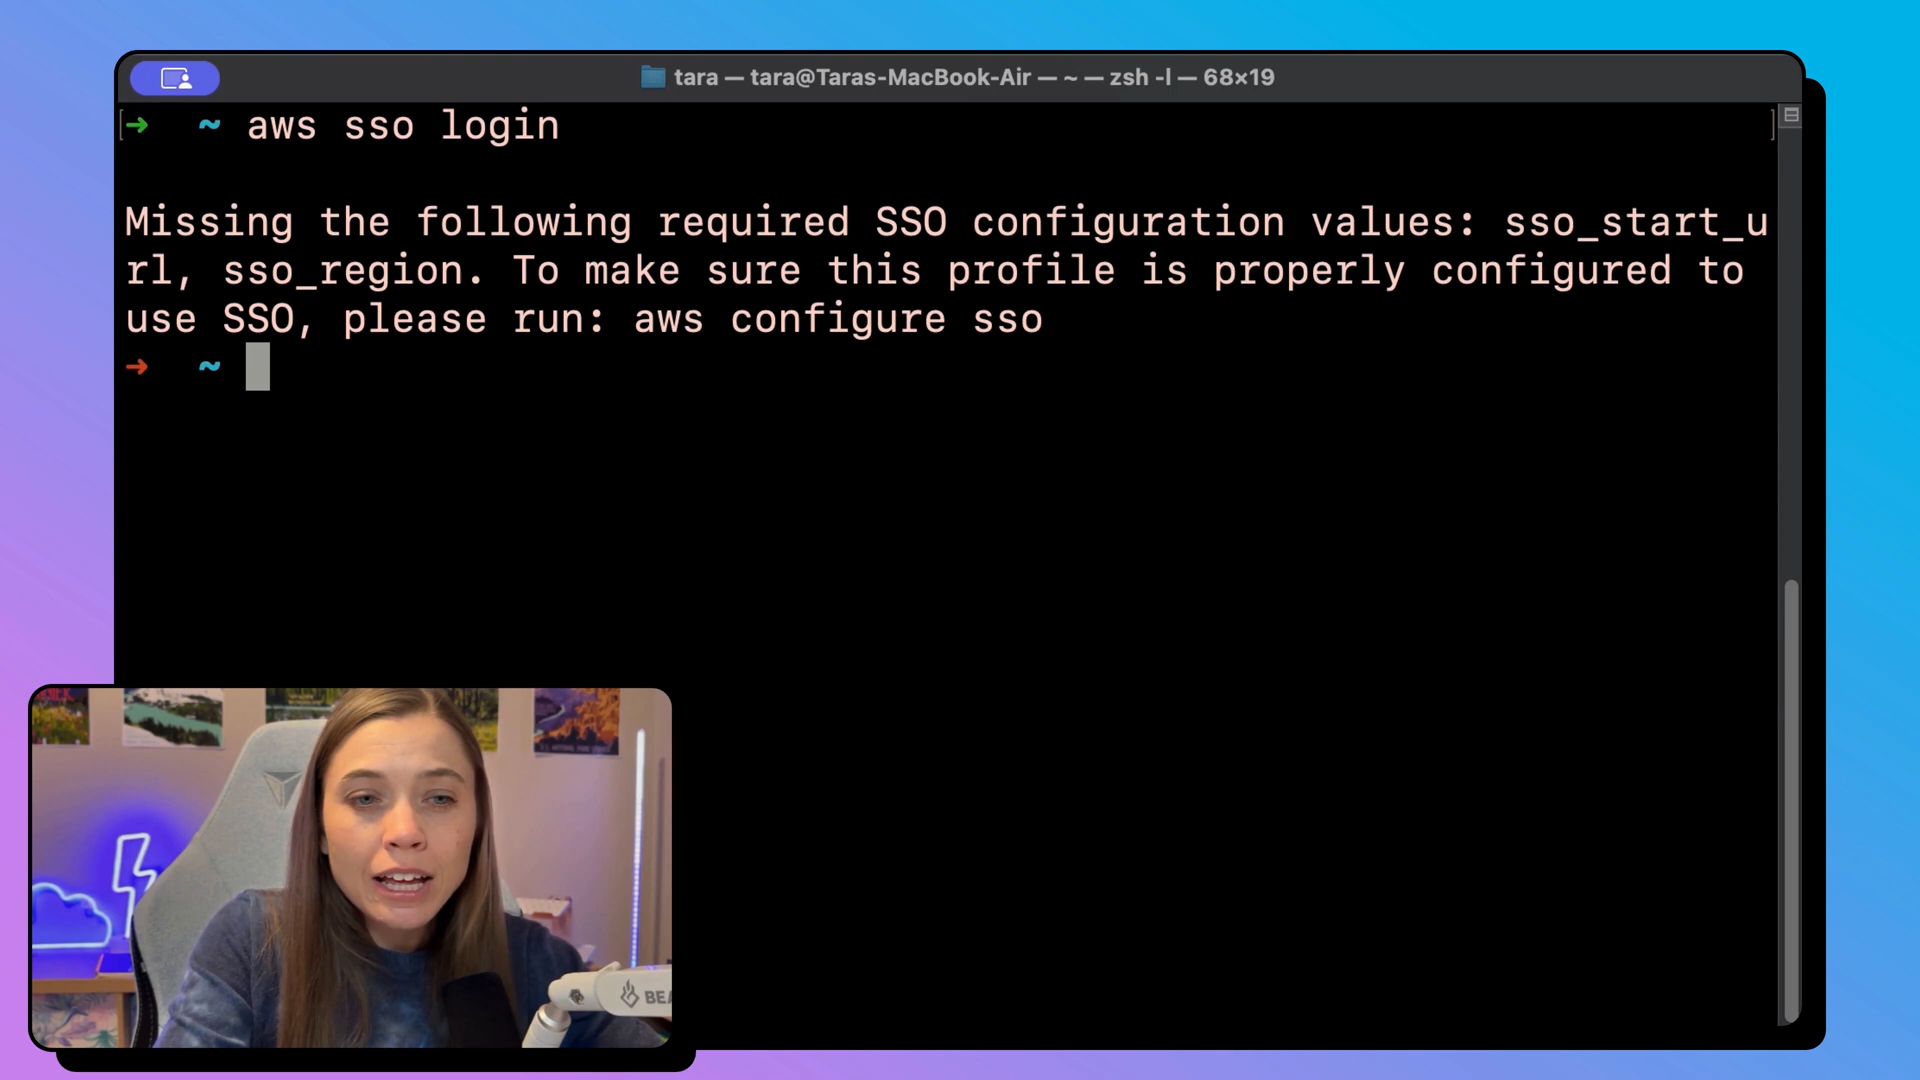 tara — tara@Taras-MacBook-Air — ~ — zsh -l — 68×19
[➜ ~ aws sso login ]
Missing the following required SSO configuration values: sso_start_u
rl, sso_region. To make sure this profile is properly configured to
use SSO, please run: aws configure sso
➜ ~
BEA